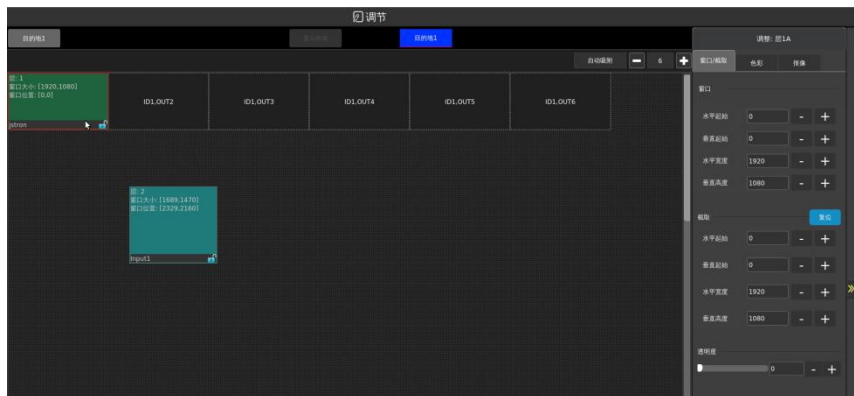 调节
目的地1
目的地1
调整: 层1A
自动吸附
6
窗口/截取
色彩
抠像
层: 1
窗口大小: [1920,1080]
窗口位置: [0,0]
jstron
ID1,OUT2
ID1,OUT3
ID1,OUT4
ID1,OUT5
ID1,OUT6
层: 2
窗口大小: [1689,1470]
窗口位置: [2329,2160]
Input1
窗口
水平起始 0 - +
垂直起始 0 - +
水平宽度 1920 - +
垂直高度 1080 - +
截取 复位
水平起始 0 - +
垂直起始 0 - +
水平宽度 1920 - +
垂直高度 1080 - +
透明度
0 - +